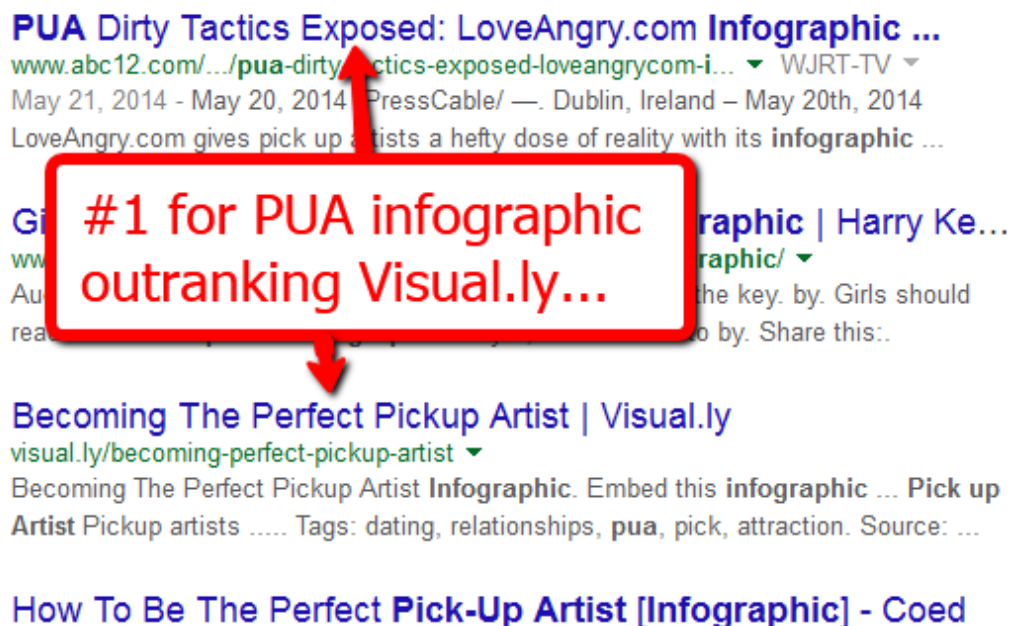 PUA Dirty Tactics Exposed: LoveAngry.com Infographic ...
www.abc12.com/.../pua-dirty-tactics-exposed-loveangrycom-i... WJRT-TV
May 21, 2014 - May 20, 2014 /PressCable/ —. Dublin, Ireland – May 20th, 2014
LoveAngry.com gives pick up artists a hefty dose of reality with its infographic ...
#1 for PUA infographic
outranking Visual.ly...
Gi raphic | Harry Ke...
ww raphic/
Au the key. by. Girls should
rea o by. Share this:.
Becoming The Perfect Pickup Artist | Visual.ly
visual.ly/becoming-perfect-pickup-artist
Becoming The Perfect Pickup Artist Infographic. Embed this infographic ... Pick up
Artist Pickup artists ..... Tags: dating, relationships, pua, pick, attraction. Source: ...
How To Be The Perfect Pick-Up Artist [Infographic] - Coed